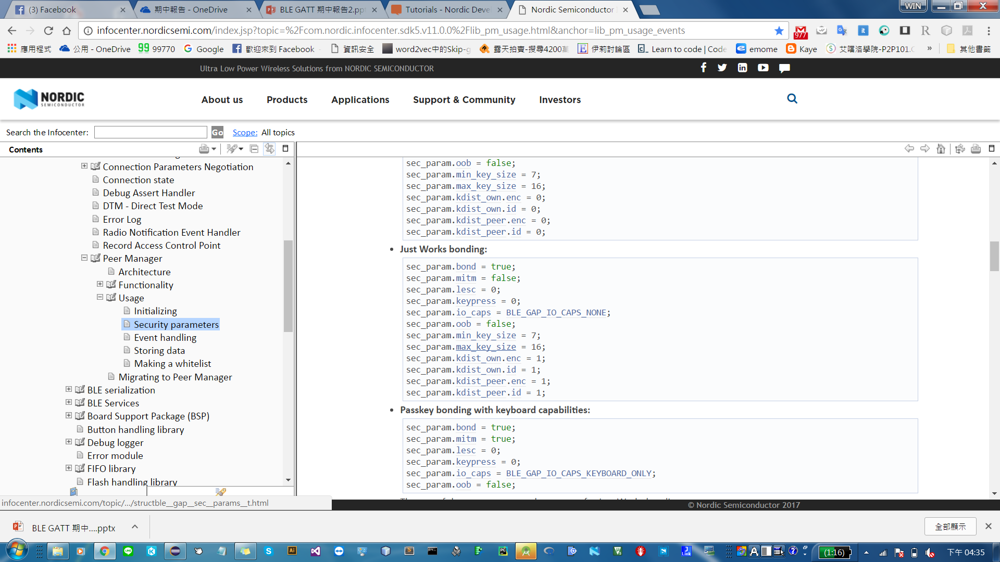 (3) Facebook
期中報告 - OneDrive
BLE GATT 期中報告2.pp
Tutorials - Nordic Deve
Nordic Semiconductor
WIN
infocenter.nordicsemi.com/index.jsp?topic=%2Fcom.nordic.infocenter.sdk5.v11.0.0%2Flib_pm_usage.html&anchor=lib_pm_usage_events
977
應用程式
公用 - OneDrive
99 99770
Google
歡迎來到 Facebook
資訊安全
word2vec中的Skip-g
露天拍賣-搜尋4200
伊莉討論區
Learn to code | Code
emome
Kaye
艾噹洛學院-P2P101.
»
其他書籤
Ultra Low Power Wireless Solutions from NORDIC SEMICONDUCTOR
NORDIC
SEMICONDUCTOR
About us
Products
Applications
Support & Community
Investors
Search the Infocenter:
Go
Scope: All topics
Contents
Connection Parameters Negotiation
Connection state
Debug Assert Handler
DTM - Direct Test Mode
Error Log
Radio Notification Event Handler
Record Access Control Point
Peer Manager
Architecture
Functionality
Usage
Initializing
Security parameters
Event handling
Storing data
Making a whitelist
Migrating to Peer Manager
BLE serialization
BLE Services
Board Support Package (BSP)
Button handling library
Debug logger
Error module
FIFO library
Flash handling library
sec_param.oob = false;
sec_param.min_key_size = 7;
sec_param.max_key_size = 16;
sec_param.kdist_own.enc = 0;
sec_param.kdist_own.id = 0;
sec_param.kdist_peer.enc = 0;
sec_param.kdist_peer.id = 0;
• Just Works bonding:
sec_param.bond = true;
sec_param.mitm = false;
sec_param.lesc = 0;
sec_param.keypress = 0;
sec_param.io_caps = BLE_GAP_IO_CAPS_NONE;
sec_param.oob = false;
sec_param.min_key_size = 7;
sec_param.max_key_size = 16;
sec_param.kdist_own.enc = 1;
sec_param.kdist_own.id = 1;
sec_param.kdist_peer.enc = 1;
sec_param.kdist_peer.id = 1;
• Passkey bonding with keyboard capabilities:
sec_param.bond = true;
sec_param.mitm = true;
sec_param.lesc = 0;
sec_param.keypress = 0;
sec_param.io_caps = BLE_GAP_IO_CAPS_KEYBOARD_ONLY;
sec_param.oob = false;
infocenter.nordicsemi.com/topic/.../structble__gap__sec__params__t.html
© Nordic Semiconductor 2017
BLE GATT 期中....pptx
全部顯示
(1:16)
下午 04:35